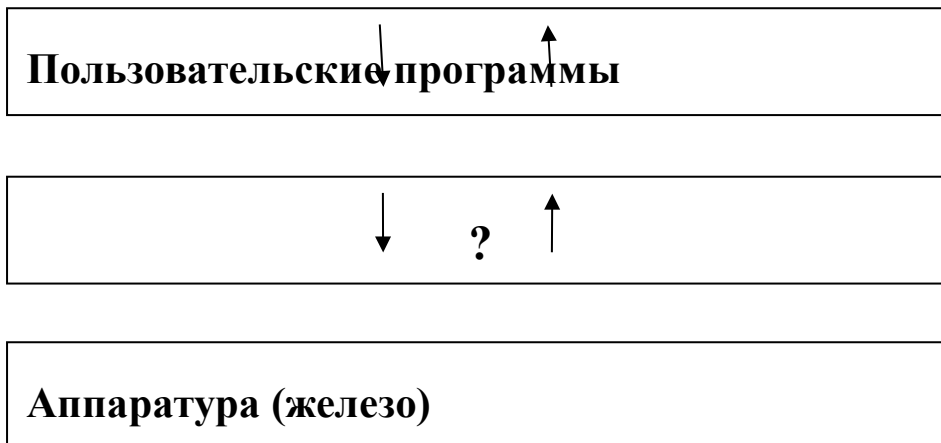 Пользовательские программы
?
Аппаратура (железо)